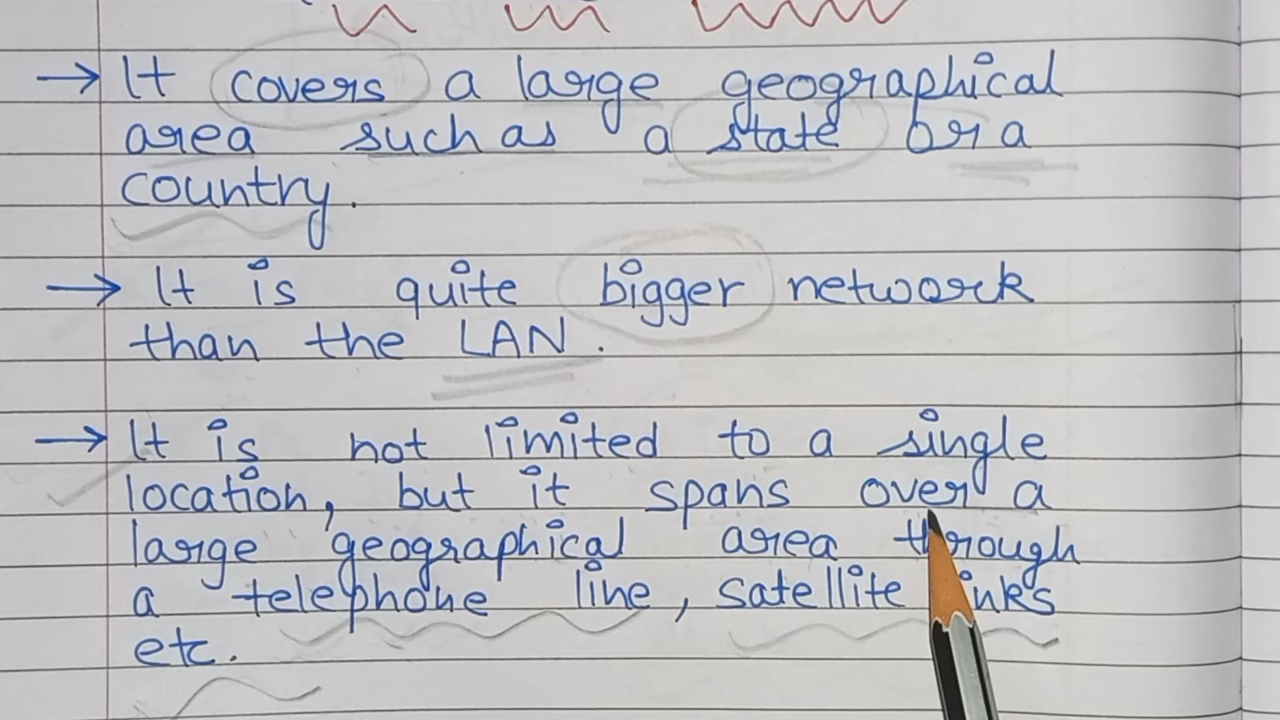 → It covers a large geographical
area such as a state or a
country.
→ It is quite bigger network
than the LAN.
→ It is not limited to a single
location, but it spans over a
large geographical area through
a telephone line, satellite links
etc.